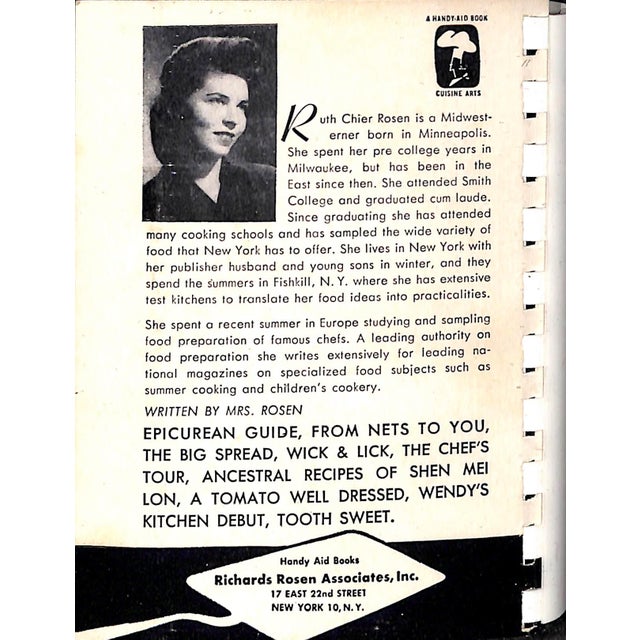 A HANDY-AID BOOK
CUISINE ARTS
Ruth Chier Rosen is a Midwest-
erner born in Minneapolis.
She spent her pre college years in
Milwaukee, but has been in the
East since then. She attended Smith
College and graduated cum laude.
Since graduating she has attended
many cooking schools and has sampled the wide variety of
food that New York has to offer. She lives in New York with
her publisher husband and young sons in winter, and they
spend the summers in Fishkill, N. Y. where she has extensive
test kitchens to translate her food ideas into practicalities.
She spent a recent summer in Europe studying and sampling
food preparation of famous chefs. A leading authority on
food preparation she writes extensively for leading na-
tional magazines on specialized food subjects such as
summer cooking and children's cookery.
WRITTEN BY MRS. ROSEN
EPICUREAN GUIDE, FROM NETS TO YOU,
THE BIG SPREAD, WICK & LICK, THE CHEF'S
TOUR, ANCESTRAL RECIPES OF SHEN MEI
LON, A TOMATO WELL DRESSED, WENDY'S
KITCHEN DEBUT, TOOTH SWEET.
Handy Aid Books
Richards Rosen Associates, Inc.
17 EAST 22nd STREET
NEW YORK 10, N. Y.